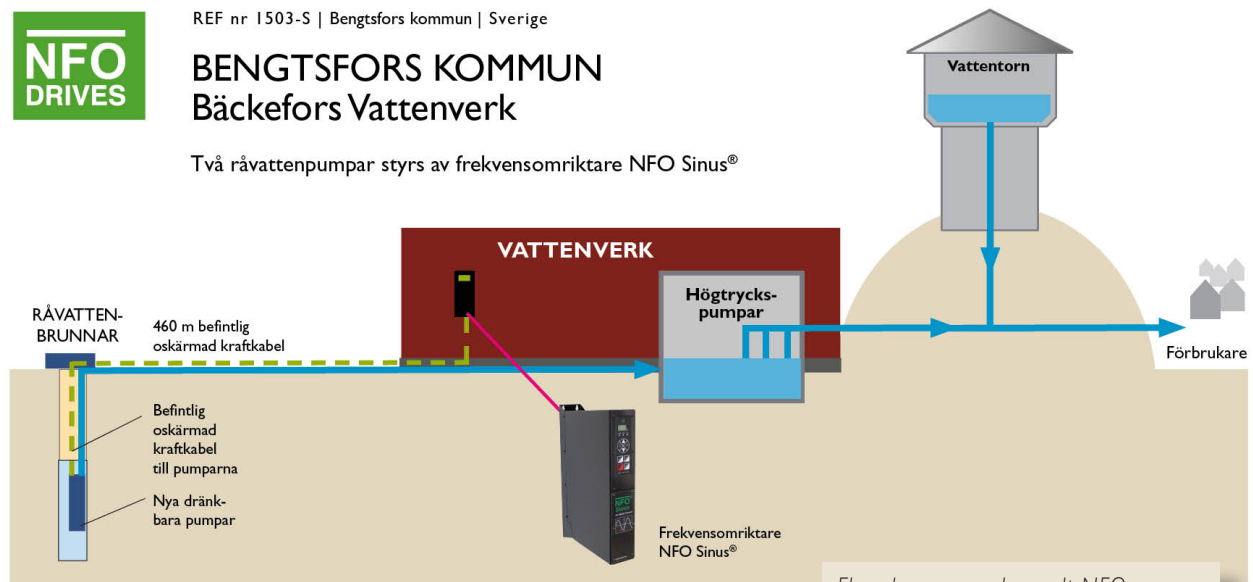 NFO
DRIVES
REF nr 1503-S | Bengtsfors kommun | Sverige
BENGTSFORS KOMMUN
Bäckefors Vattenverk
Två råvattenpumpar styrs av frekvensomriktare NFO Sinus®
Vattentorn
VATTENVERK
Högtrycks-
pumpar
RÅVATTEN-
BRUNNAR
460 m befintlig
oskärmad kraftkabel
Förbrukare
Befintlig
oskärmad
kraftkabel
till pumparna
Nya dränk-
bara pumpar
NFO
Sinus
Frekvensomriktare
NFO Sinus®